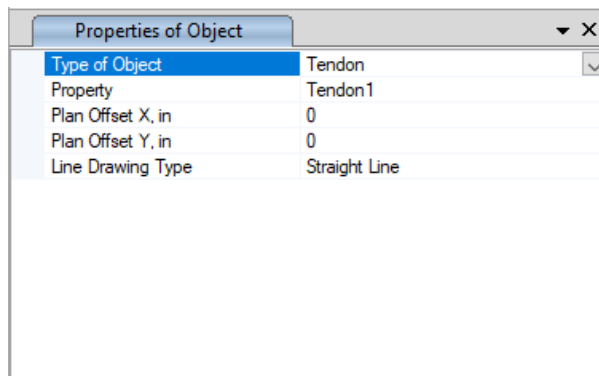 Properties of Object
Type of Object Tendon
Property Tendon1
Plan Offset X, in 0
Plan Offset Y, in 0
Line Drawing Type Straight Line